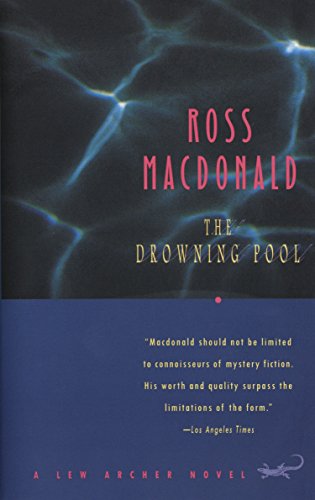 ROSS
MACDONALD
THE
DROWNING POOL
"Macdonald should not be limited
to connoisseurs of mystery fiction.
His worth and quality surpass the
limitations of the form."
—Los Angeles Times
A LEW ARCHER NOVEL